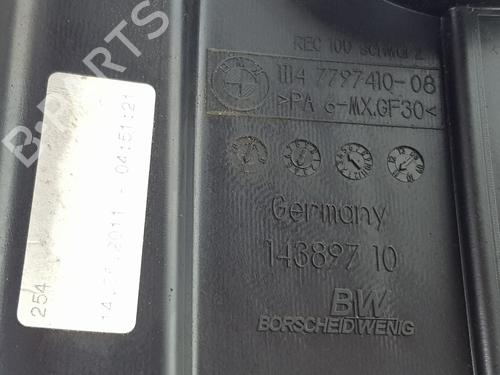 REC 100 schwarz
1114 7797410-08
>PA 6-MX.GF30<
Germany
143897 10
BW
BORSCHEIDWENIG
254
2011 - 04:51:21
B-PARTS